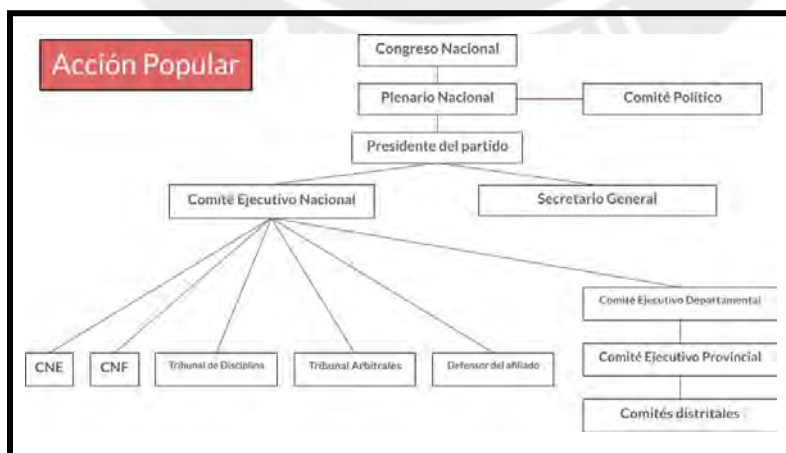 Acción Popular
Congreso Nacional
Plenario Nacional
Comité Político
Presidente del partido
Comité Ejecutivo Nacional
Secretario General
Comité Ejecutivo Departamental
CNE
CNF
Tribunal de Disciplina
Tribunal Arbitrales
Defensor del afiliado
Comité Ejecutivo Provincial
Comités distritales